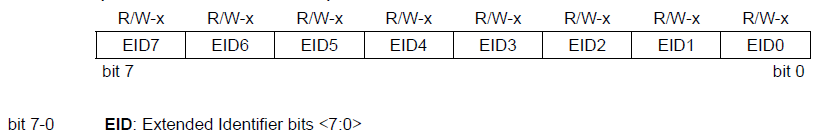 R/W-x R/W-x R/W-x R/W-x R/W-x R/W-x R/W-x R/W-x
EID7 EID6 EID5 EID4 EID3 EID2 EID1 EID0
bit 7 bit 0
bit 7-0 EID: Extended Identifier bits <7:0>